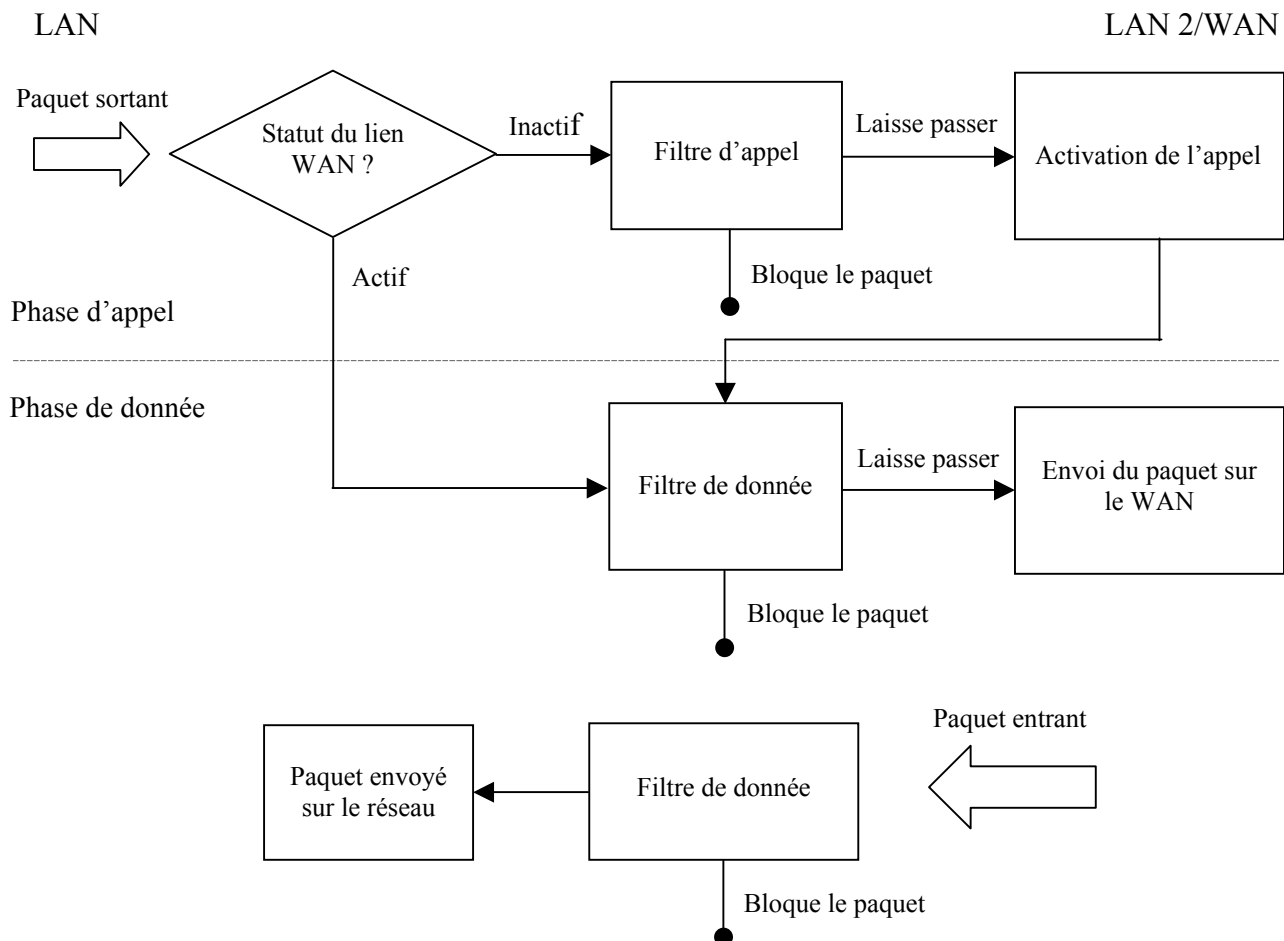 LAN
LAN 2/WAN
Paquet sortant
Statut du lien
WAN ?
Inactif
Filtre d’appel
Laisse passer
Activation de l’appel
Actif
Bloque le paquet
Phase d’appel
Phase de donnée
Filtre de donnée
Laisse passer
Envoi du paquet sur
le WAN
Bloque le paquet
Paquet entrant
Paquet envoyé
sur le réseau
Filtre de donnée
Bloque le paquet